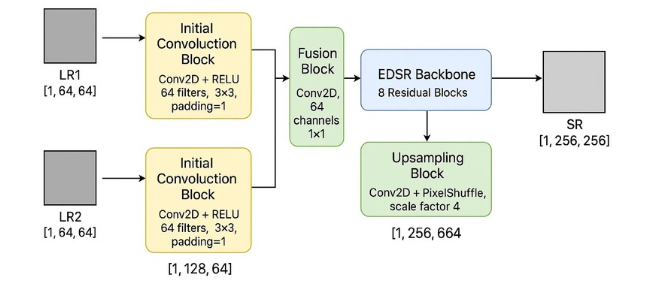 LR1
[1, 64, 64]
Initial
Convoluction
Block
Conv2D + RELU
64 filters, 3×3,
padding=1
LR2
[1, 64, 64]
Initial
Convoluction
Block
Conv2D + RELU
64 filters, 3×3,
padding=1
[1, 128, 64]
Fusion
Block
Conv2D,
64
channels
1×1
EDSR Backbone
8 Residual Blocks
Upsampling
Block
Conv2D + PixelShuffle,
scale factor 4
[1, 256, 664
SR
[1, 256, 256]